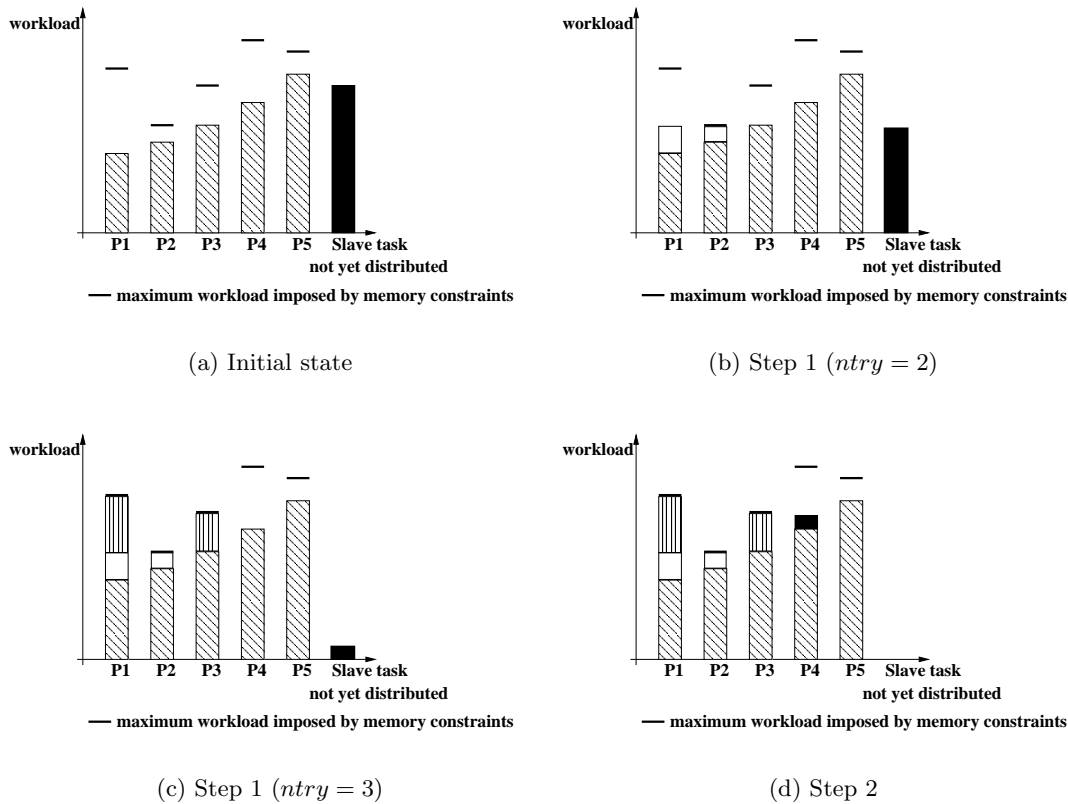 workload
P1 P2 P3 P4 P5 Slave task
not yet distributed
maximum workload imposed by memory constraints
(a) Initial state
workload
P1 P2 P3 P4 P5 Slave task
not yet distributed
maximum workload imposed by memory constraints
(b) Step 1 (ntry = 2)
workload
P1 P2 P3 P4 P5 Slave task
not yet distributed
maximum workload imposed by memory constraints
(c) Step 1 (ntry = 3)
workload
P1 P2 P3 P4 P5 Slave task
not yet distributed
maximum workload imposed by memory constraints
(d) Step 2